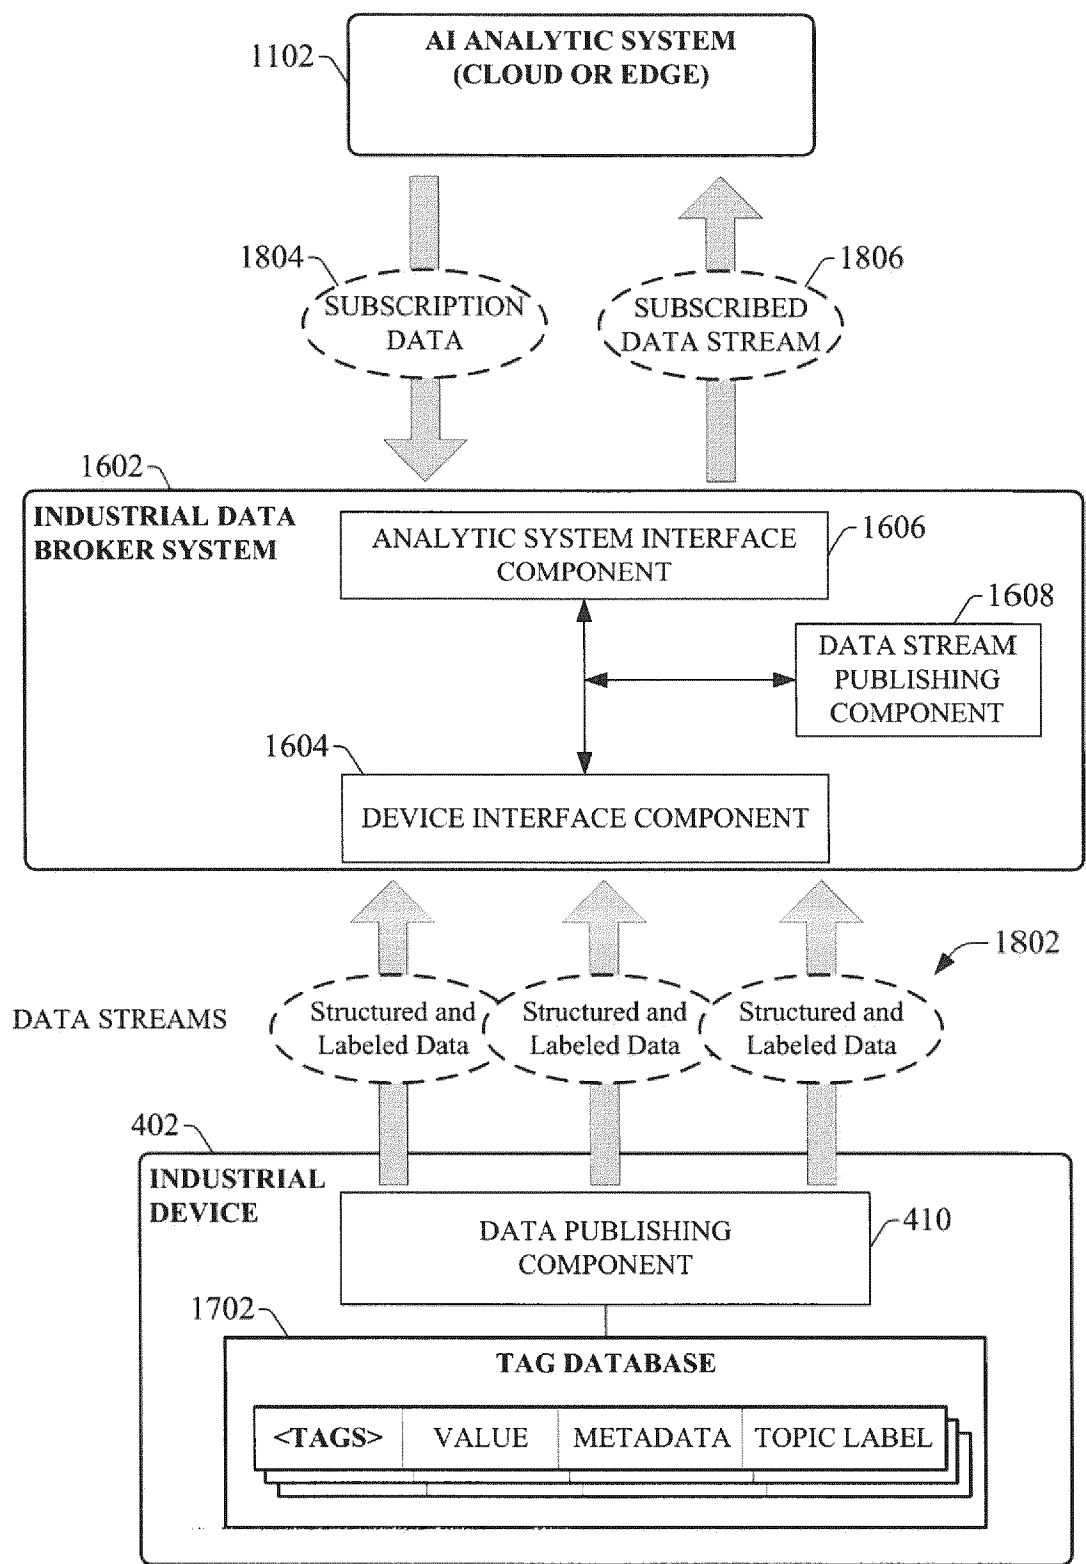 AI ANALYTIC SYSTEM
(CLOUD OR EDGE)
1102
1804
1806
SUBSCRIPTION
DATA
SUBSCRIBED
DATA STREAM
1602
INDUSTRIAL DATA
BROKER SYSTEM
ANALYTIC SYSTEM INTERFACE
COMPONENT
1606
1608
DATA STREAM
PUBLISHING
COMPONENT
1604
DEVICE INTERFACE COMPONENT
1802
DATA STREAMS
Structured and
Labeled Data
Structured and
Labeled Data
Structured and
Labeled Data
402
INDUSTRIAL
DEVICE
DATA PUBLISHING
COMPONENT
410
1702
TAG DATABASE
<TAGS> VALUE METADATA TOPIC LABEL